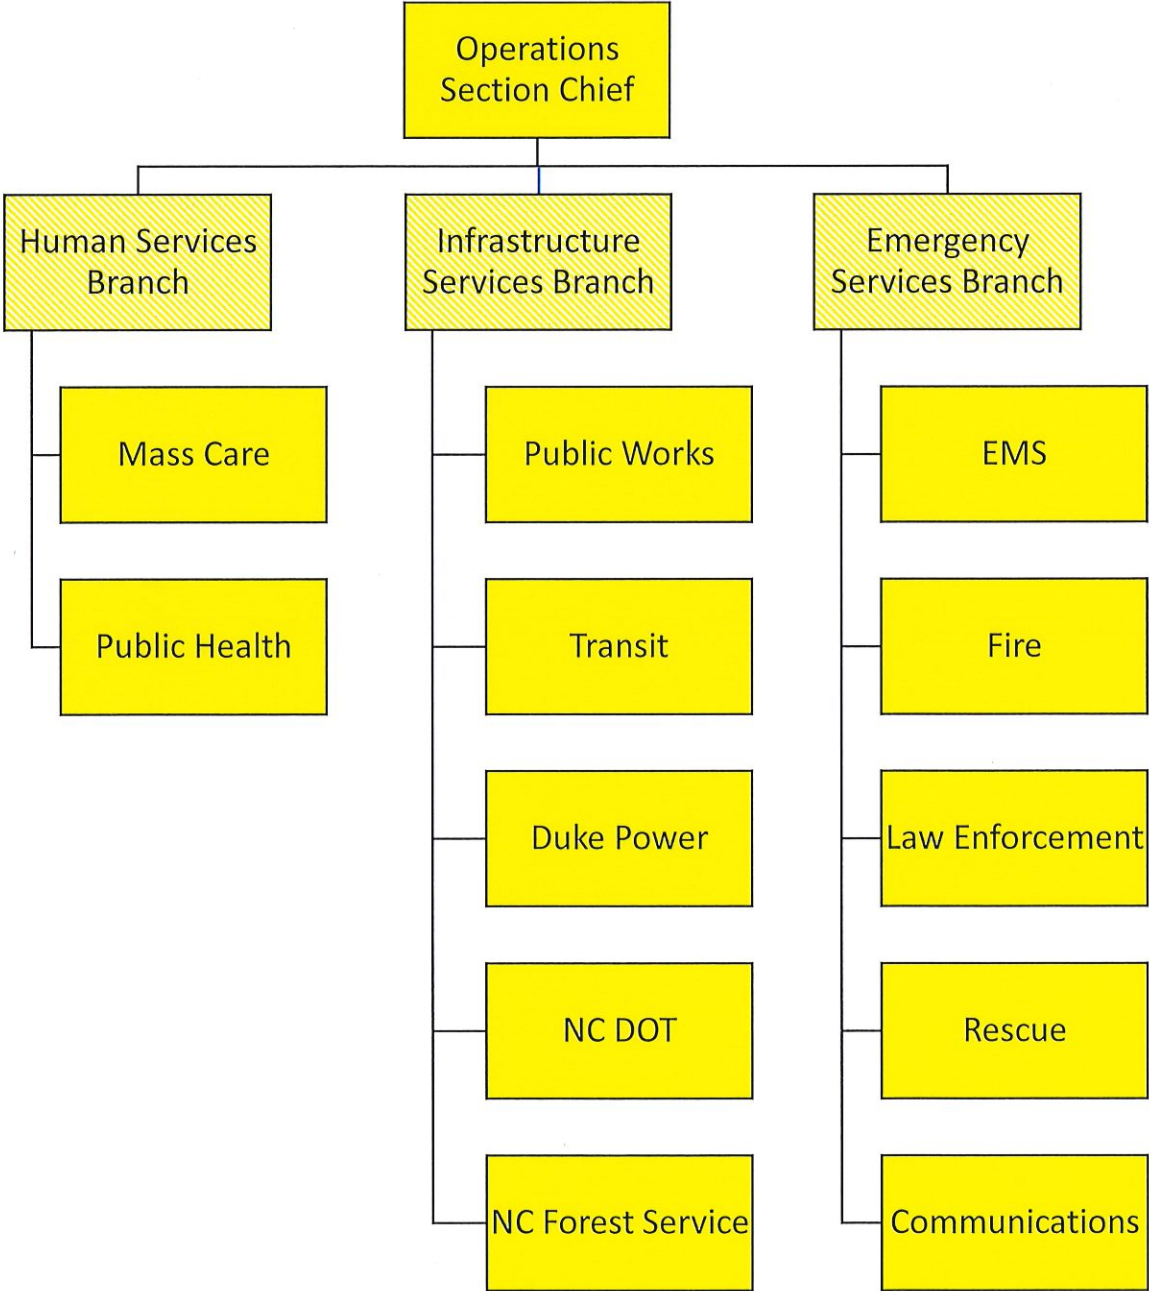 Operations
Section Chief
Human Services
Branch
Infrastructure
Services Branch
Emergency
Services Branch
Mass Care
Public Works
EMS
Public Health
Transit
Fire
Duke Power
Law Enforcement
NC DOT
Rescue
NC Forest Service
Communications